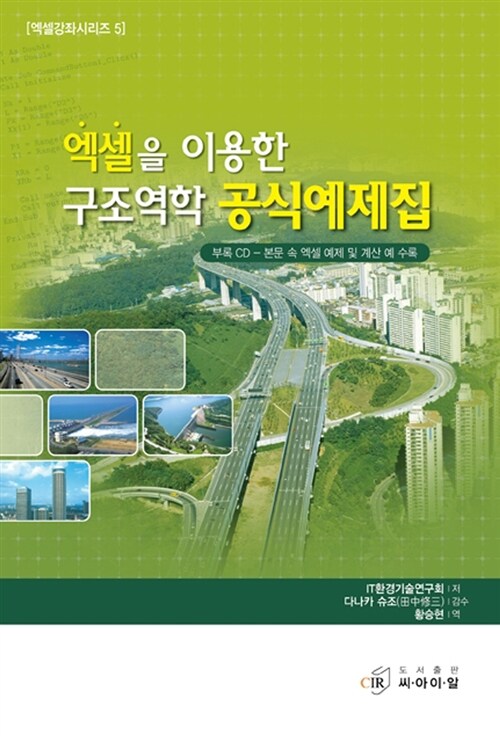 [엑셀강좌시리즈 5]
엑셀을 이용한
구조역학 공식예제집
부록 CD - 본문 속 엑셀 예제 및 계산 예 수록
IT환경기술연구회 | 저
다나카 슈조(田中修三) | 감수
황승현 | 역
CIR
도서출판
씨·아이·알